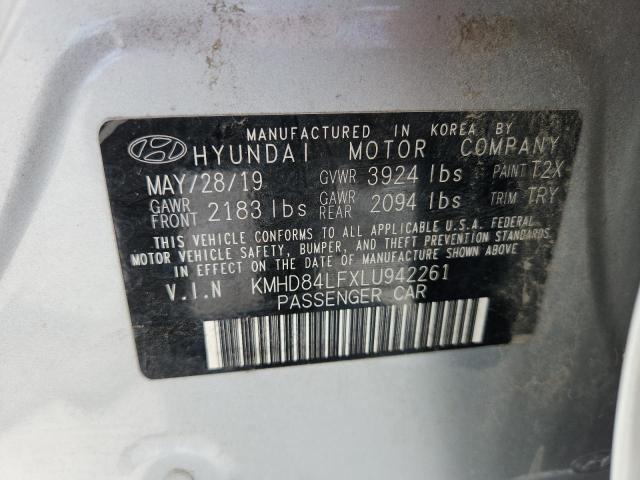 MANUFACTURED IN KOREA BY
HYUNDAI MOTOR COMPANY
MAY/28/19 GVWR 3924 lbs PAINT T2X
GAWR FRONT 2183 lbs GAWR REAR 2094 lbs TRIM TRY
THIS VEHICLE CONFORMS TO ALL APPLICABLE U.S.A. FEDERAL
MOTOR VEHICLE SAFETY, BUMPER, AND THEFT PREVENTION
STANDARDS IN EFFECT ON THE DATE OF MANUFACTURE SHOWN ABOVE.
V.I.N KMHD84LFXLU942261
PASSENGER CAR